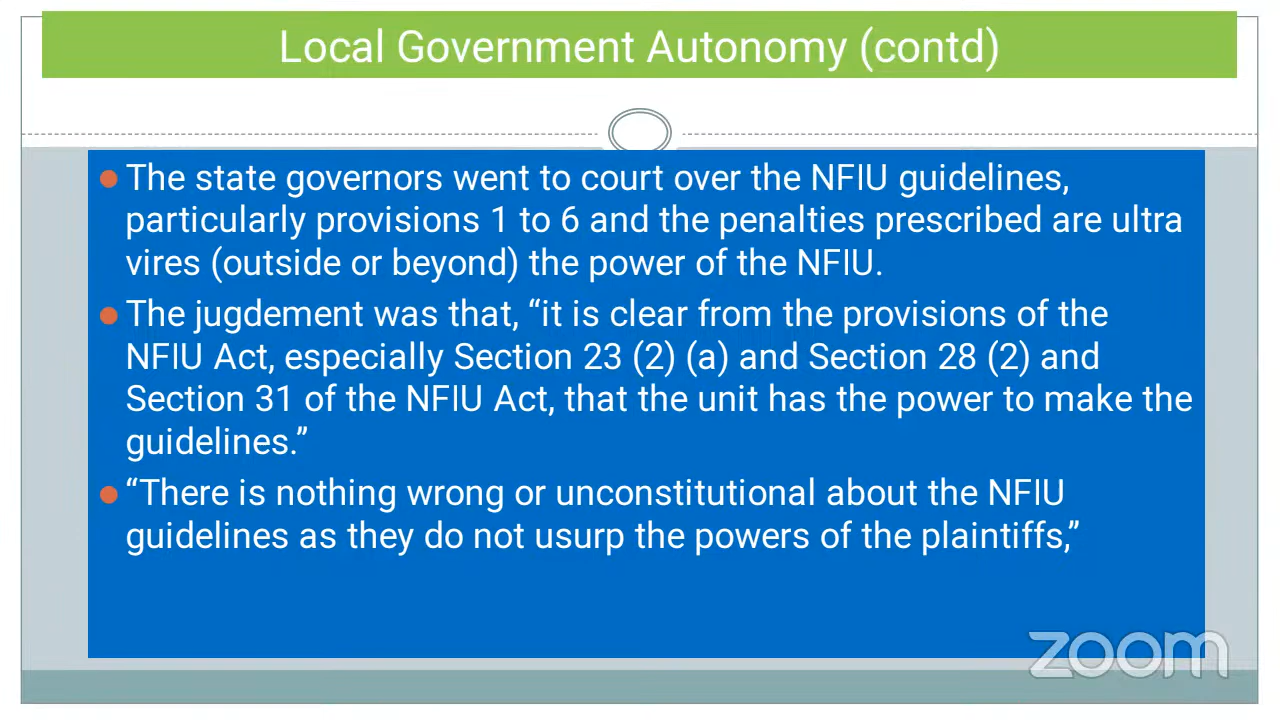 Local Government Autonomy (contd)
The state governors went to court over the NFIU guidelines,
particularly provisions 1 to 6 and the penalties prescribed are ultra
vires (outside or beyond) the power of the NFIU.
The jugdement was that, “it is clear from the provisions of the
NFIU Act, especially Section 23 (2) (a) and Section 28 (2) and
Section 31 of the NFIU Act, that the unit has the power to make the
guidelines.”
“There is nothing wrong or unconstitutional about the NFIU
guidelines as they do not usurp the powers of the plaintiffs,”
zoom